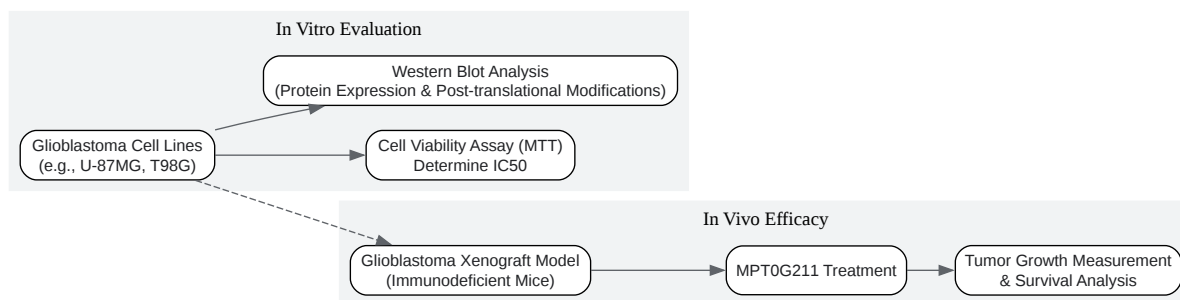 In Vitro Evaluation
Western Blot Analysis
(Protein Expression & Post-translational Modifications)
Glioblastoma Cell Lines
(e.g., U-87MG, T98G)
Cell Viability Assay (MTT)
Determine IC50
In Vivo Efficacy
Glioblastoma Xenograft Model
(Immunodeficient Mice)
MPT0G211 Treatment
Tumor Growth Measurement
& Survival Analysis